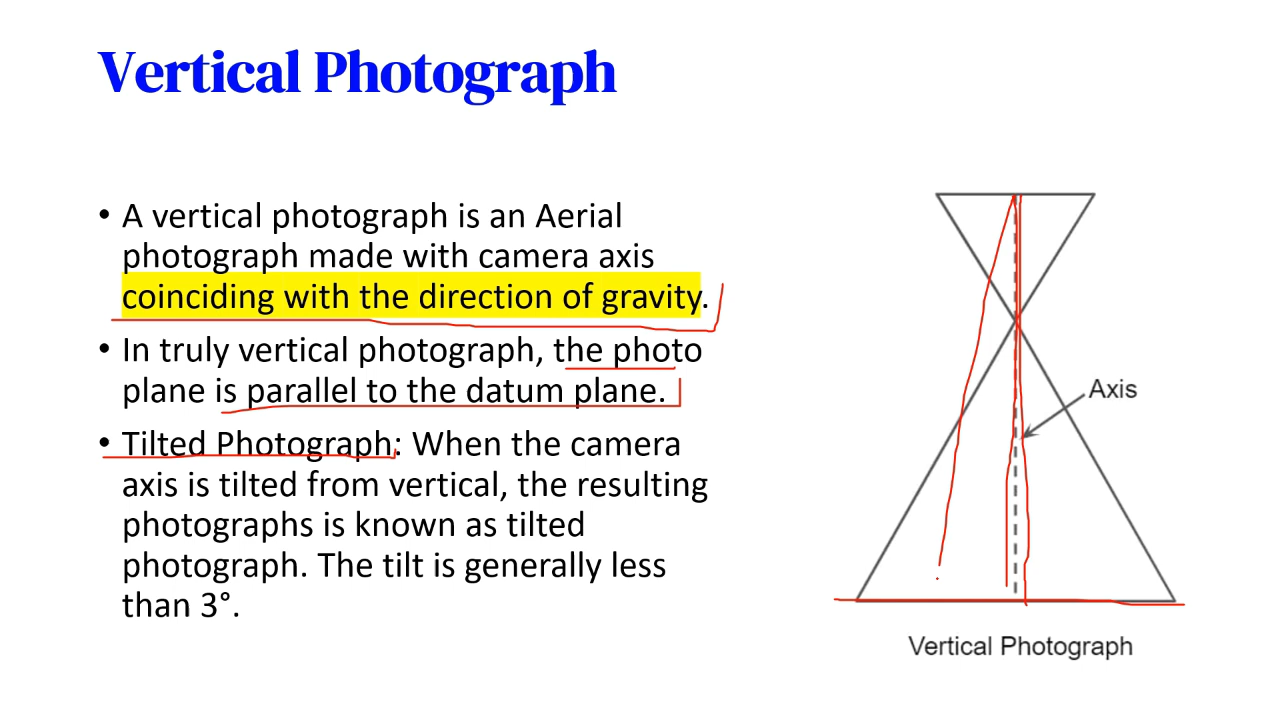 Vertical Photograph
• A vertical photograph is an Aerial
photograph made with camera axis
coinciding with the direction of gravity.
• In truly vertical photograph, the photo
plane is parallel to the datum plane.
• Tilted Photograph: When the camera
axis is tilted from vertical, the resulting
photographs is known as tilted
photograph. The tilt is generally less
than 3°.
Axis
Vertical Photograph